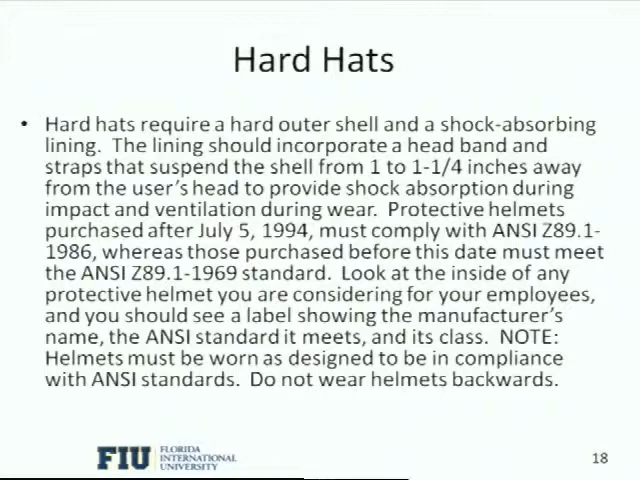 Hard Hats
• Hard hats require a hard outer shell and a shock-absorbing
lining.  The lining should incorporate a head band and
straps that suspend the shell from 1 to 1-1/4 inches away
from the user's head to provide shock absorption during
impact and ventilation during wear.  Protective helmets
purchased after July 5, 1994, must comply with ANSI Z89.1-
1986, whereas those purchased before this date must meet
the ANSI Z89.1-1969 standard.  Look at the inside of any
protective helmet you are considering for your employees,
and you should see a label showing the manufacturer's
name, the ANSI standard it meets, and its class.  NOTE:
Helmets must be worn as designed to be in compliance
with ANSI standards.  Do not wear helmets backwards.
FIU
FLORIDA
INTERNATIONAL
UNIVERSITY
18